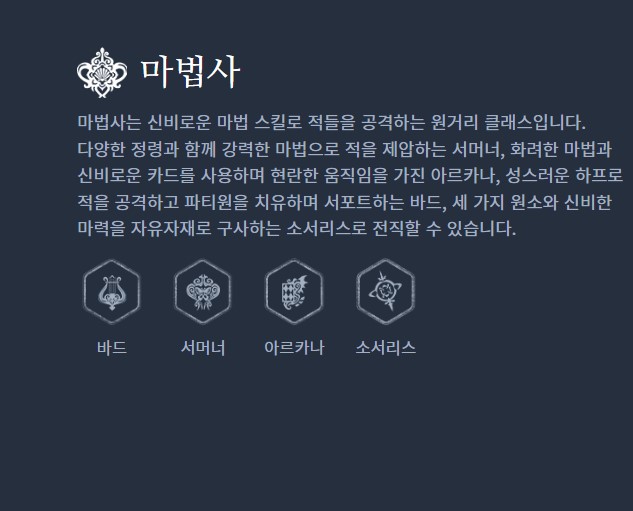 마법사
마법사는 신비로운 마법 스킬로 적들을 공격하는 원거리 클래스입니다.
다양한 정령과 함께 강력한 마법으로 적을 제압하는 서머너, 화려한 마법과
신비로운 카드를 사용하며 현란한 움직임을 가진 아르카나, 성스러운 하프로
적을 공격하고 파티원을 치유하며 서포트하는 바드, 세 가지 원소와 신비한
마력을 자유자재로 구사하는 소서리스로 전직할 수 있습니다.
바드 서머너 아르카나 소서리스